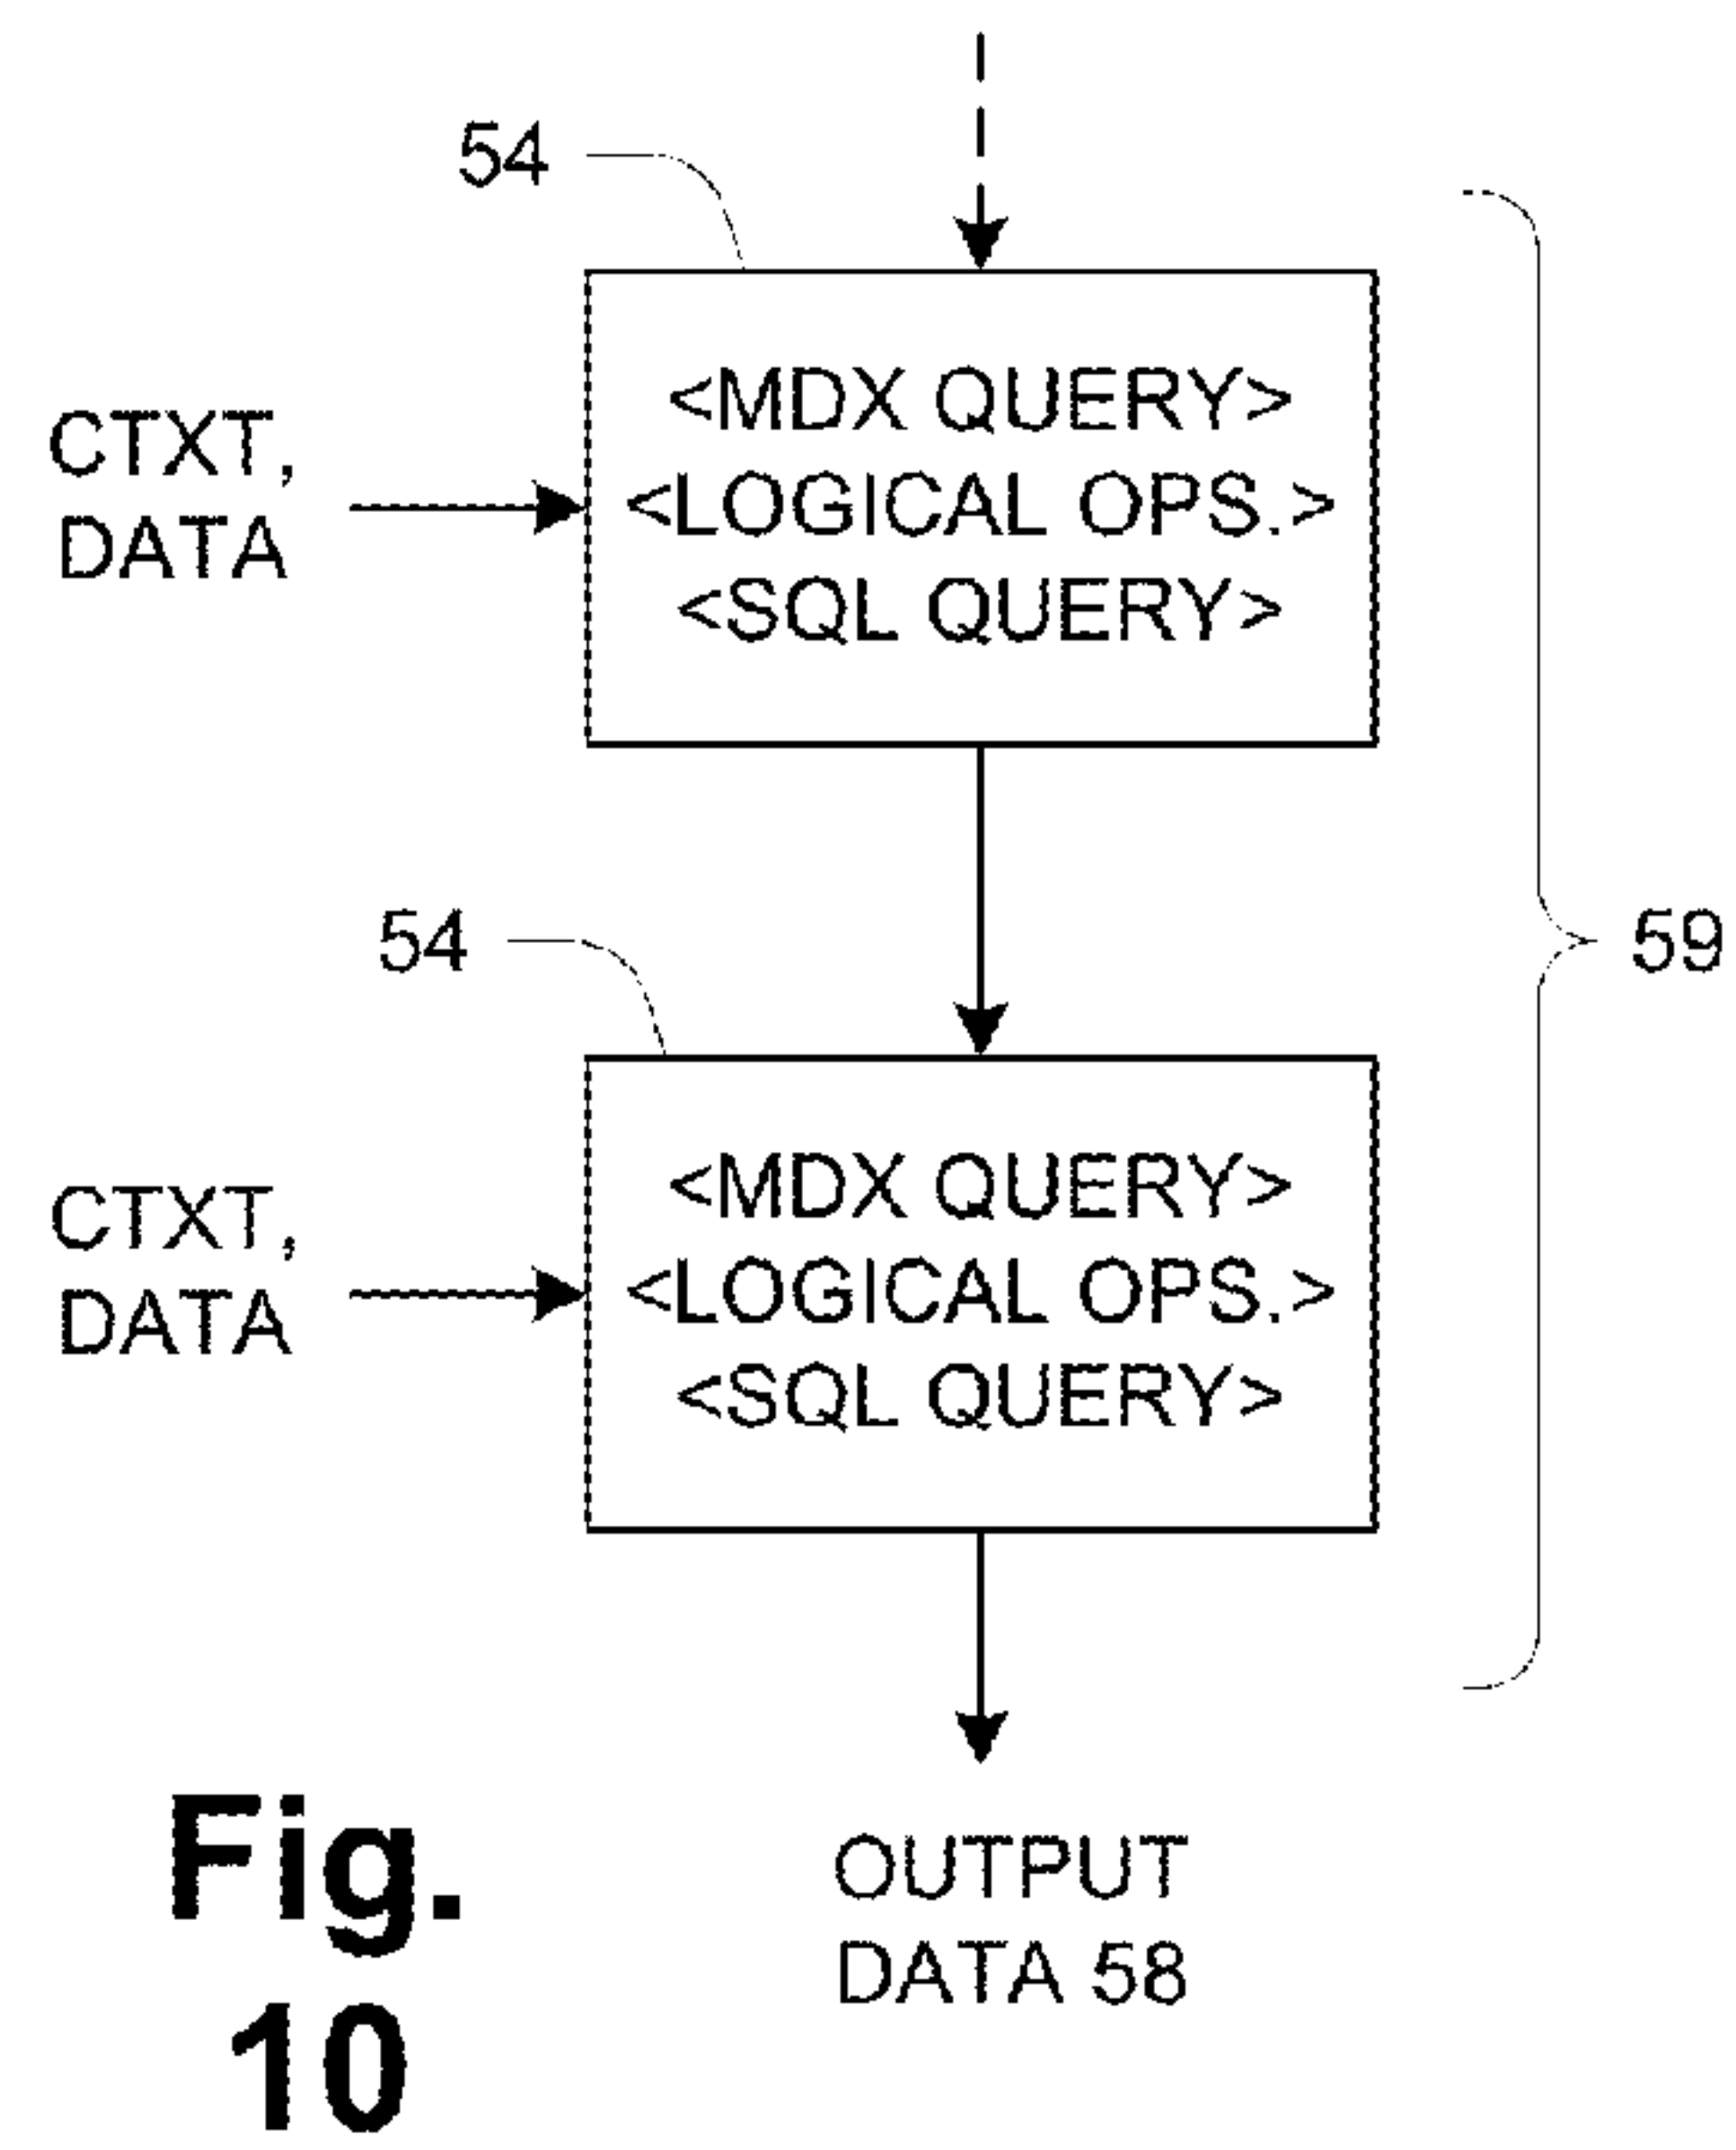 54
<MDX QUERY>
<LOGICAL OPS.>
<SQL QUERY>
CTXT,
DATA
54
59
<MDX QUERY>
<LOGICAL OPS.>
<SQL QUERY>
CTXT,
DATA
OUTPUT
DATA 58
Fig.
10